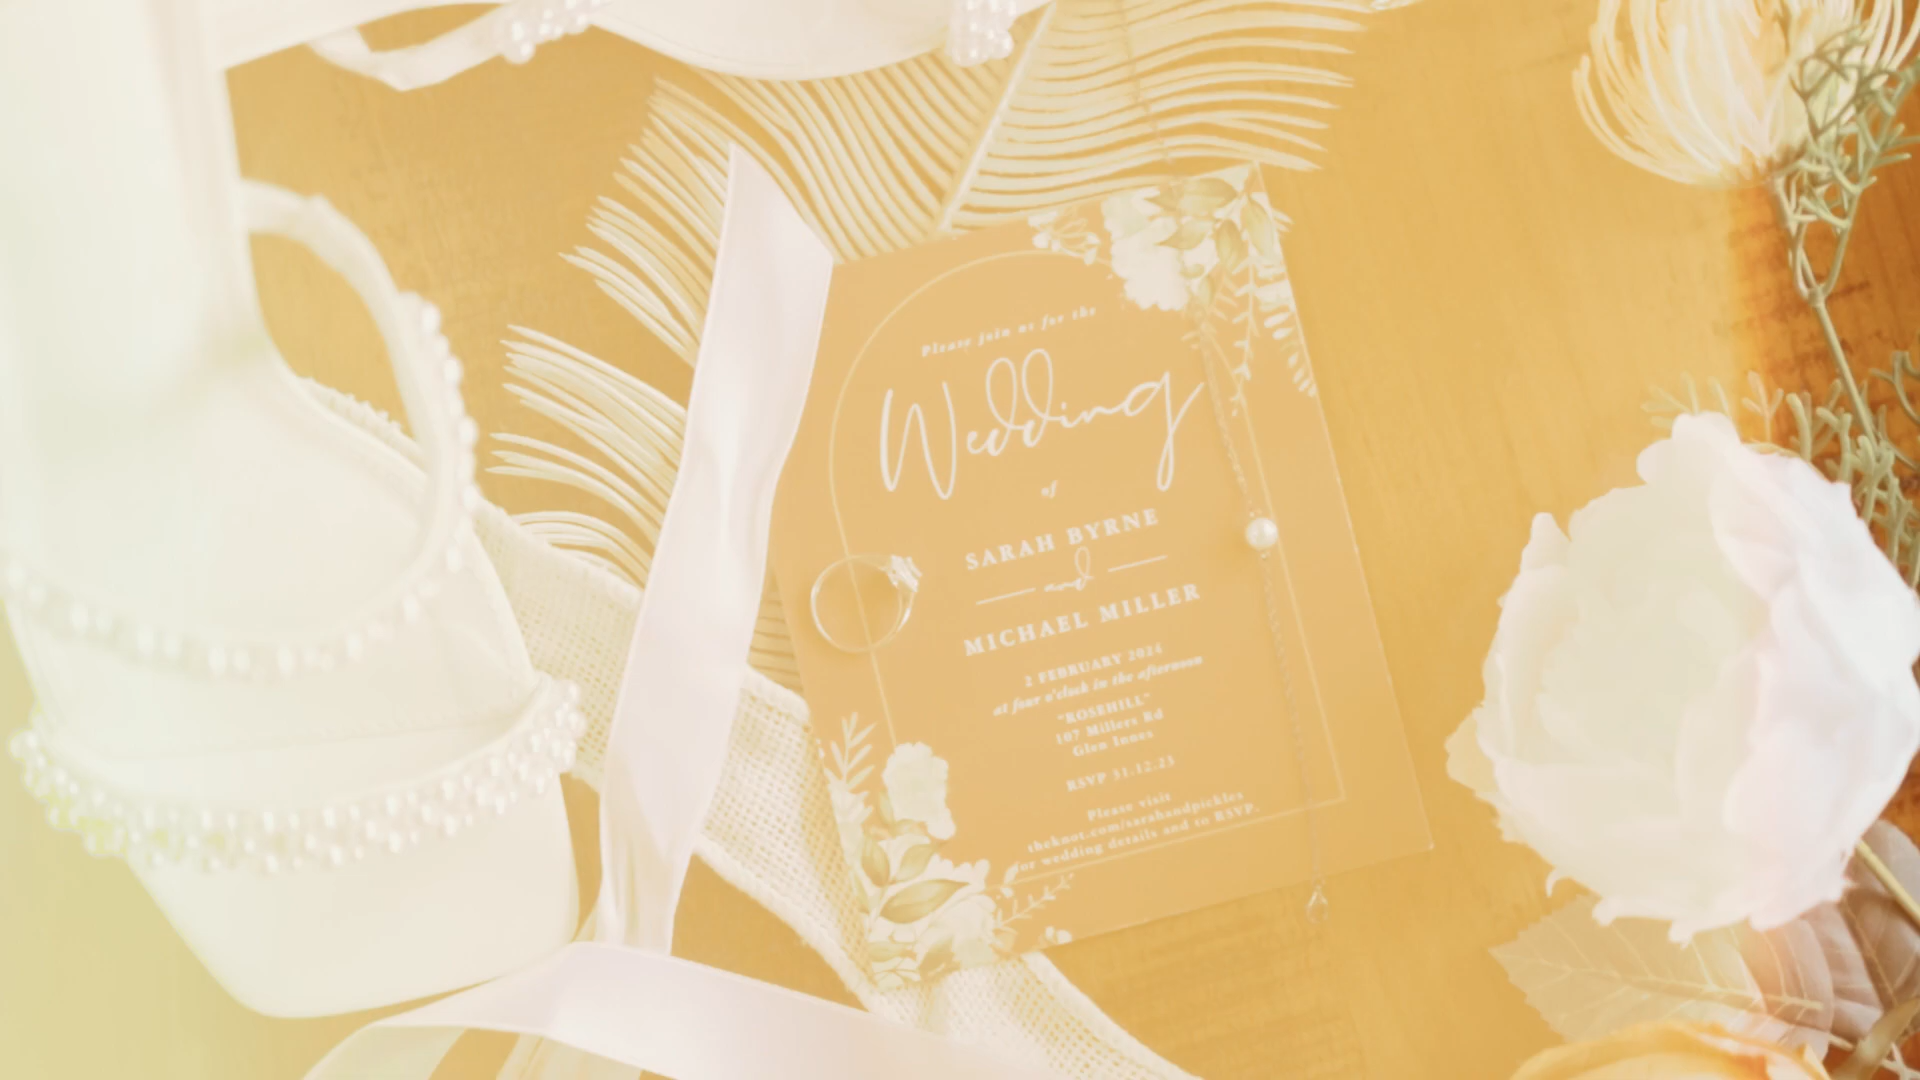 Please join us for the
Wedding
of
SARAH BYRNE
and
MICHAEL MILLER
2 FEBRUARY 2024
at four o'clock in the afternoon
"ROSEHILL"
107 Millers Rd
Glen Innes
RSVP 31.12.23
Please visit
theknot.com/sarahandpickles
for wedding details and to RSVP.